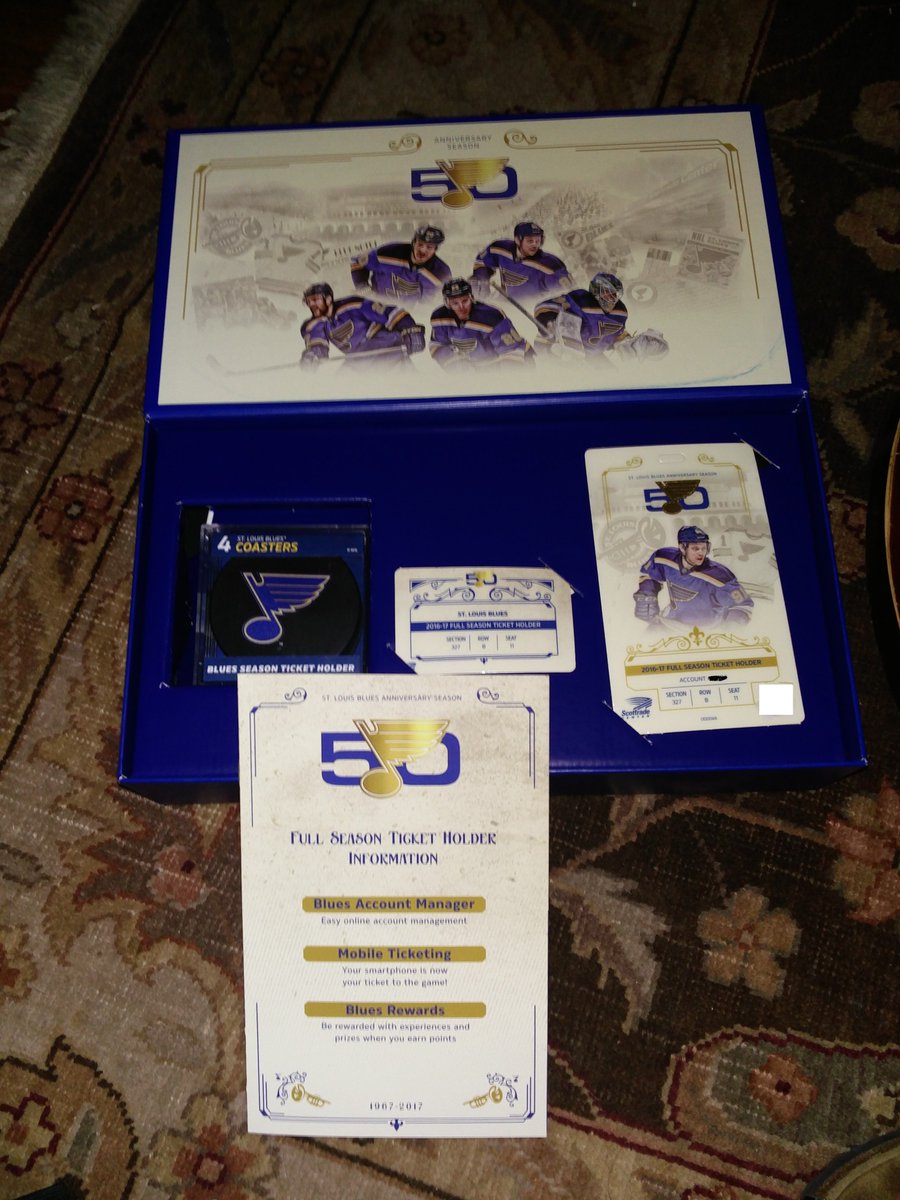 ANNIVERSARY
SEASON
50
4 ST. LOUIS BLUES
COASTERS
BLUES SEASON TICKET HOLDER
50
ST. LOUIS BLUES
2016-17 FULL SEASON TICKET HOLDER
SECTION ROW SEAT
327 B 11
ST. LOUIS BLUES ANNIVERSARY SEASON
50
2016-17 FULL SEASON TICKET HOLDER
ACCOUNT
SECTION ROW SEAT
327 B 11
Scottrade
CENTER
ST. LOUIS BLUES ANNIVERSARY SEASON
50
FULL SEASON TICKET HOLDER
INFORMATION
Blues Account Manager
Easy online account management
Mobile Ticketing
Your smartphone is now
your ticket to the game!
Blues Rewards
Be rewarded with experiences and
prizes when you earn points
1967-2017